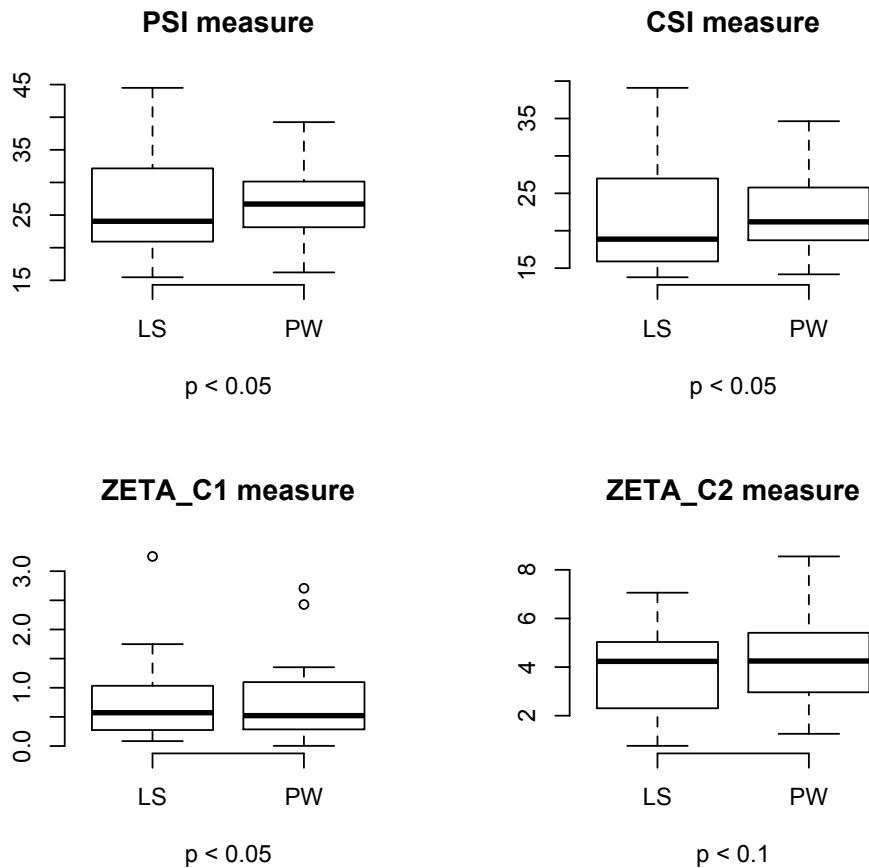 PSI measure
45
35
25
15
LS PW
p < 0.05
CSI measure
35
25
15
LS PW
p < 0.05
ZETA_C1 measure
3.0
2.0
1.0
0.0
LS PW
p < 0.05
ZETA_C2 measure
8
6
4
2
LS PW
p < 0.1